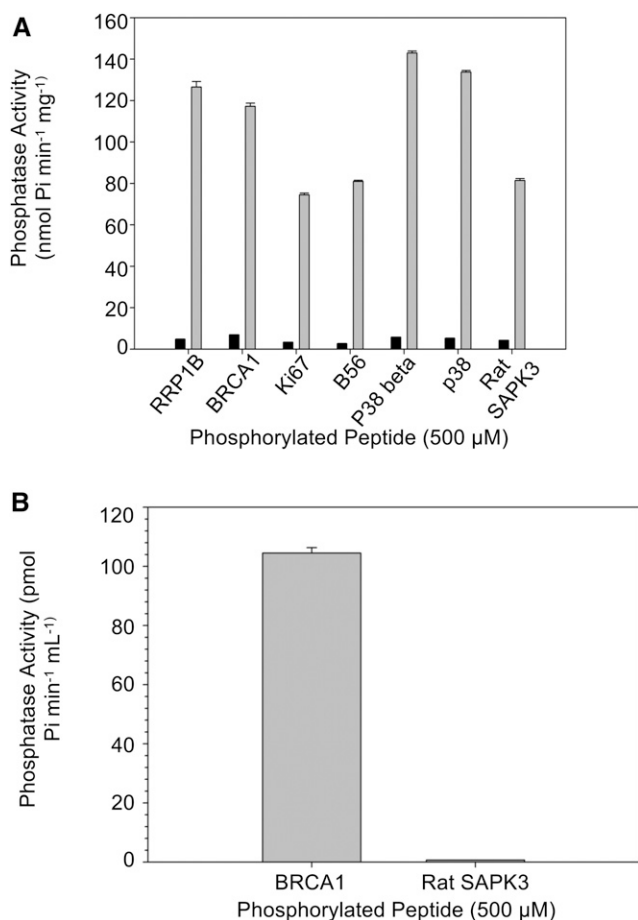 A
Phosphatase Activity
(nmol Pi min⁻¹ mg⁻¹)
160
140
120
100
80
60
40
20
0
RRP1B
BRCA1
Ki67
B56
P38 beta
p38
Rat
SAPK3
Phosphorylated Peptide (500 µM)
B
Phosphatase Activity (pmol
Pi min⁻¹ mL⁻¹)
120
100
80
60
40
20
0
BRCA1
Rat SAPK3
Phosphorylated Peptide (500 µM)